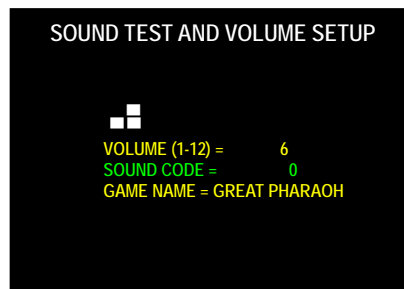 SOUND TEST AND VOLUME SETUP
VOLUME (1-12) = 6
SOUND CODE = 0
GAME NAME = GREAT PHARAOH